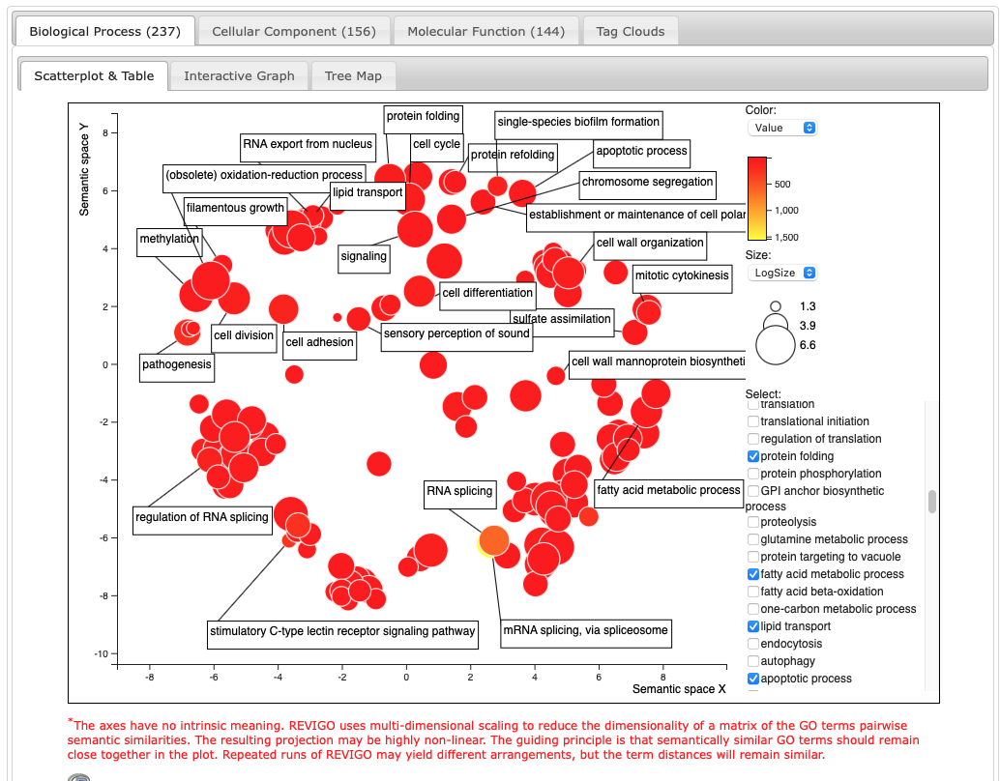 Biological Process (237)
Cellular Component (156)
Molecular Function (144)
Tag Clouds
Scatterplot & Table
Interactive Graph
Tree Map
protein folding
single-species biofilm formation
RNA export from nucleus
cell cycle
protein refolding
apoptotic process
(obsolete) oxidation-reduction process
lipid transport
chromosome segregation
filamentous growth
establishment or maintenance of cell polar
methylation
signaling
cell wall organization
mitotic cytokinesis
cell differentiation
sulfate assimilation
cell division
cell adhesion
sensory perception of sound
pathogenesis
cell wall mannoprotein biosyntheti
RNA splicing
fatty acid metabolic process
regulation of RNA splicing
stimulatory C-type lectin receptor signaling pathway
mRNA splicing, via spliceosome
Semantic space Y
8
6
4
2
0
-2
-4
-6
-8
-10
-8
-6
-4
-2
0
2
4
6
8
Semantic space X
Color:
Value
500
1,000
1,500
Size:
LogSize
1.3
3.9
6.6
Select:
translation
translational initiation
regulation of translation
protein folding
protein phosphorylation
GPI anchor biosynthetic
process
proteolysis
glutamine metabolic process
protein targeting to vacuole
fatty acid metabolic process
fatty acid beta-oxidation
one-carbon metabolic process
lipid transport
endocytosis
autophagy
apoptotic process
*The axes have no intrinsic meaning. REVIGO uses multi-dimensional scaling to reduce the dimensionality of a matrix of the GO terms pairwise
semantic similarities. The resulting projection may be highly non-linear. The guiding principle is that semantically similar GO terms should remain
close together in the plot. Repeated runs of REVIGO may yield different arrangements, but the term distances will remain similar.